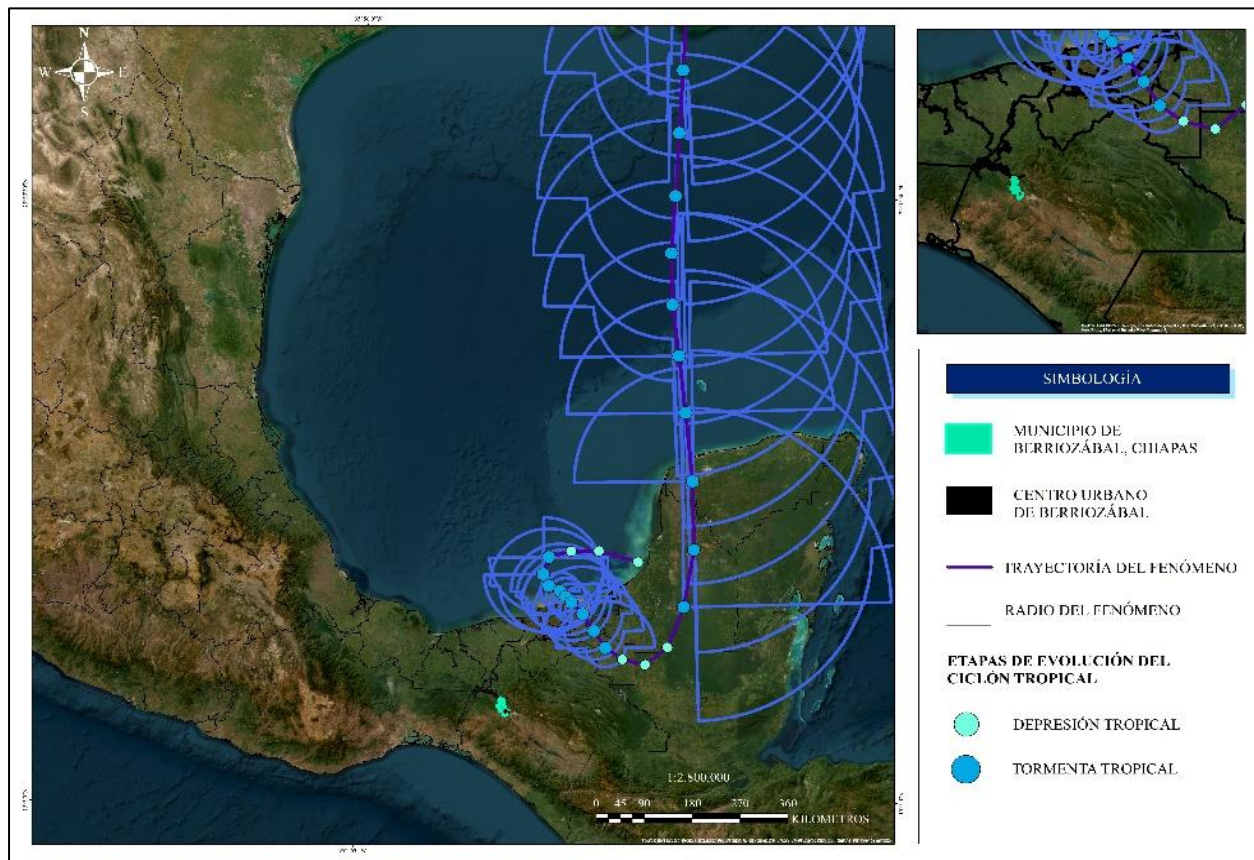 N
W E
S
1:2.800.000
0 45 90 180 270 360
KILOMETROS
SIMBOLOGÍA
MUNICIPIO DE
BERRIOZÁBAL, CHIAPAS
CENTRO URBANO
DE BERRIOZÁBAL
TRAYECTORÍA DEL FENÓMENO
RADIO DEL FENÓMENO
ETAPAS DE EVOLUCIÓN DEL
CICLÓN TROPICAL
DEPRESIÓN TROPICAL
TORMENTA TROPICAL